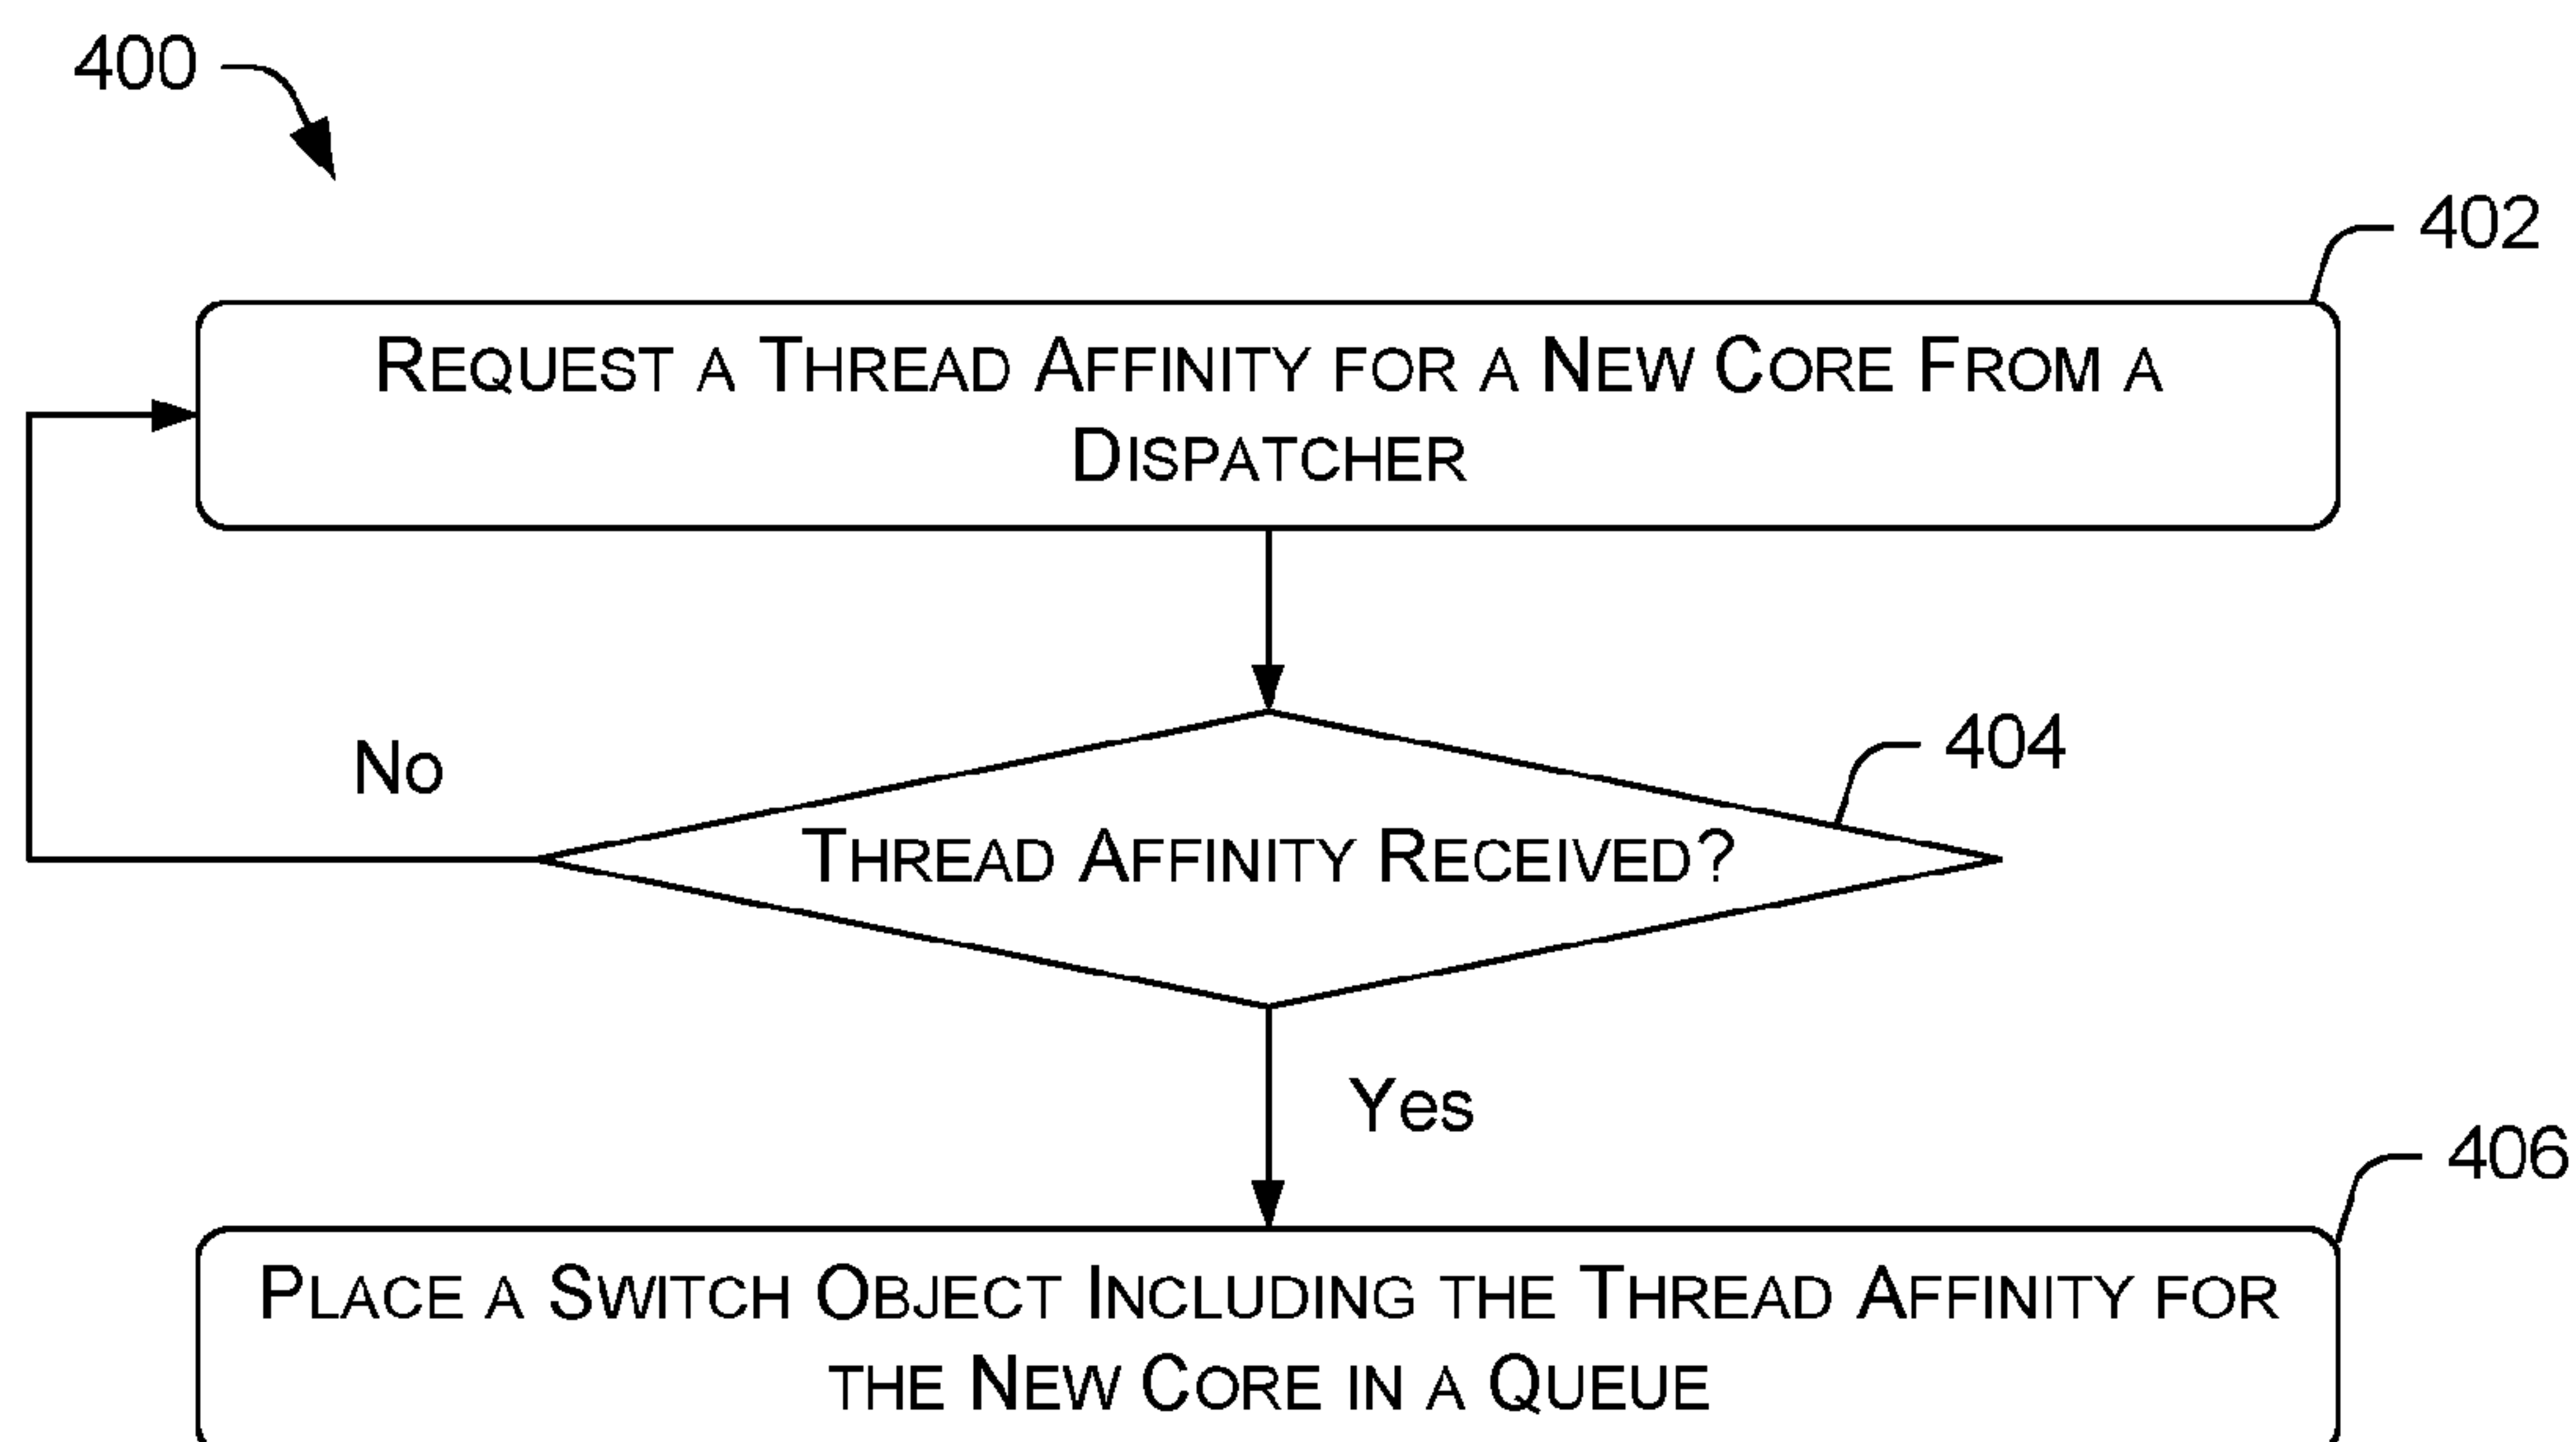 400
402
Request a Thread Affinity for a New Core From a
Dispatcher
No
404
Thread Affinity Received?
Yes
406
Place a Switch Object Including the Thread Affinity for
the New Core in a Queue